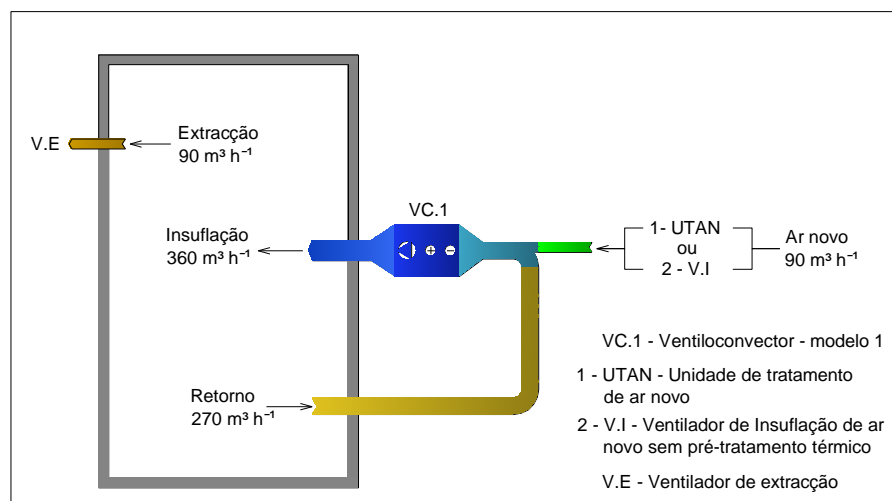 Extracção
V.E
90 m³ h⁻¹
VC.1
Insuflação
360 m³ h⁻¹
1- UTAN
ou
2 - V.I
Ar novo
90 m³ h⁻¹
Retorno
270 m³ h⁻¹
VC.1 - Ventiloconvector - modelo 1
1 - UTAN - Unidade de tratamento
de ar novo
2 - V.I - Ventilador de Insuflação de ar
novo sem pré-tratamento térmico
V.E - Ventilador de extracção